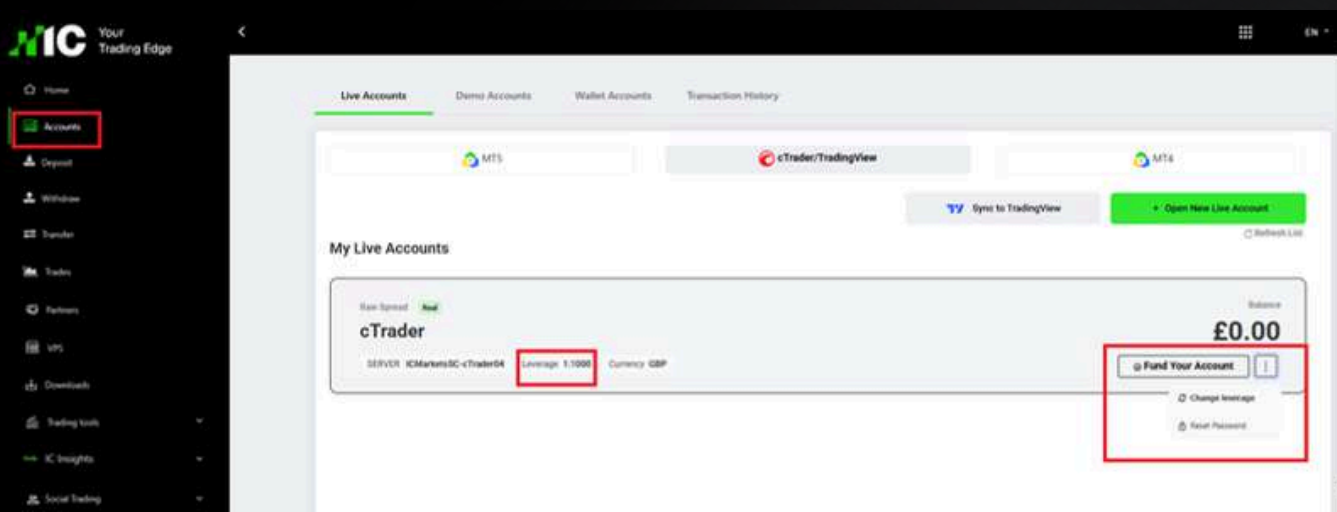 IC Your
Trading Edge
EN
Home
Accounts
Deposit
Withdraw
Transfer
Trades
Partners
VPS
Downloads
Trading tools
IC Insights
Social Trading
Live Accounts Demo Accounts Wallet Accounts Transaction History
MT5 cTrader/TradingView MT4
Sync to TradingView + Open New Live Account
Refresh List
My Live Accounts
Raw Spread Real Balance
cTrader £0.00
SERVER ICMarketsSC-cTrader04 Leverage 1:1000 Currency GBP Fund Your Account
Change leverage
Reset Password